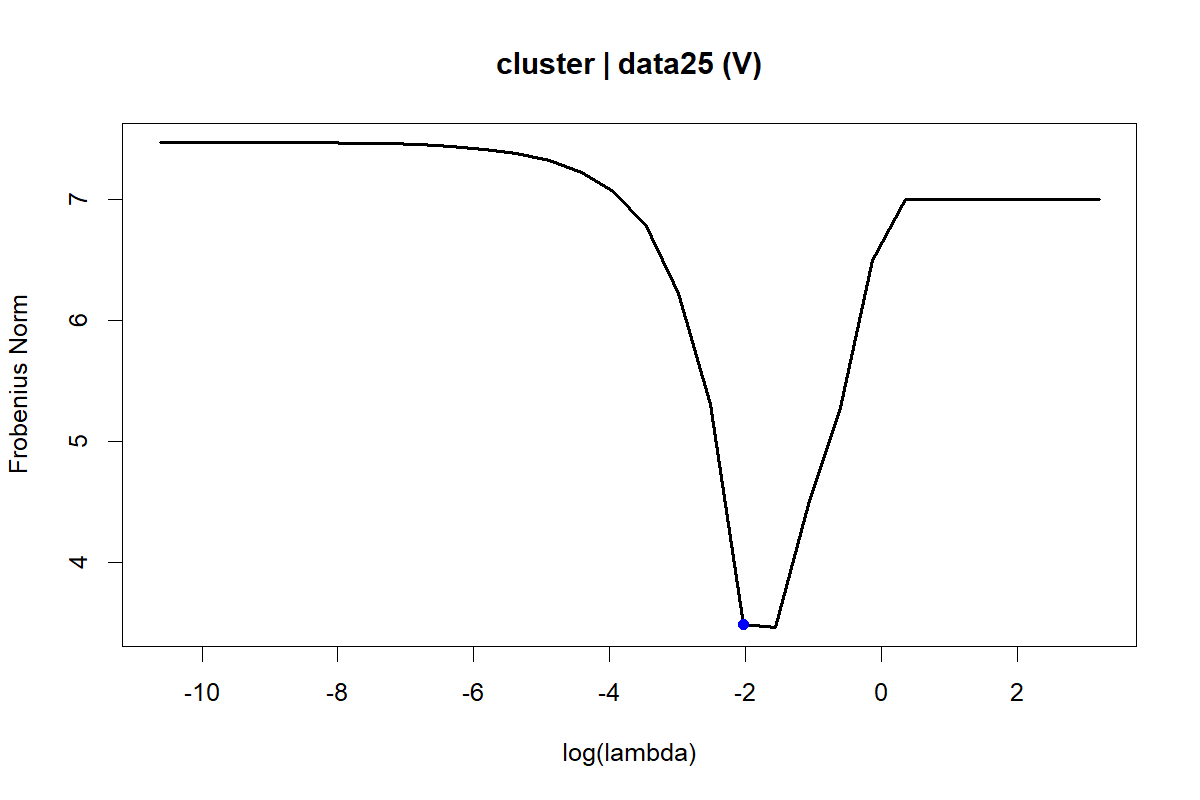 cluster | data25 (V)
Frobenius Norm
7
6
5
4
-10 -8 -6 -4 -2 0 2
log(lambda)